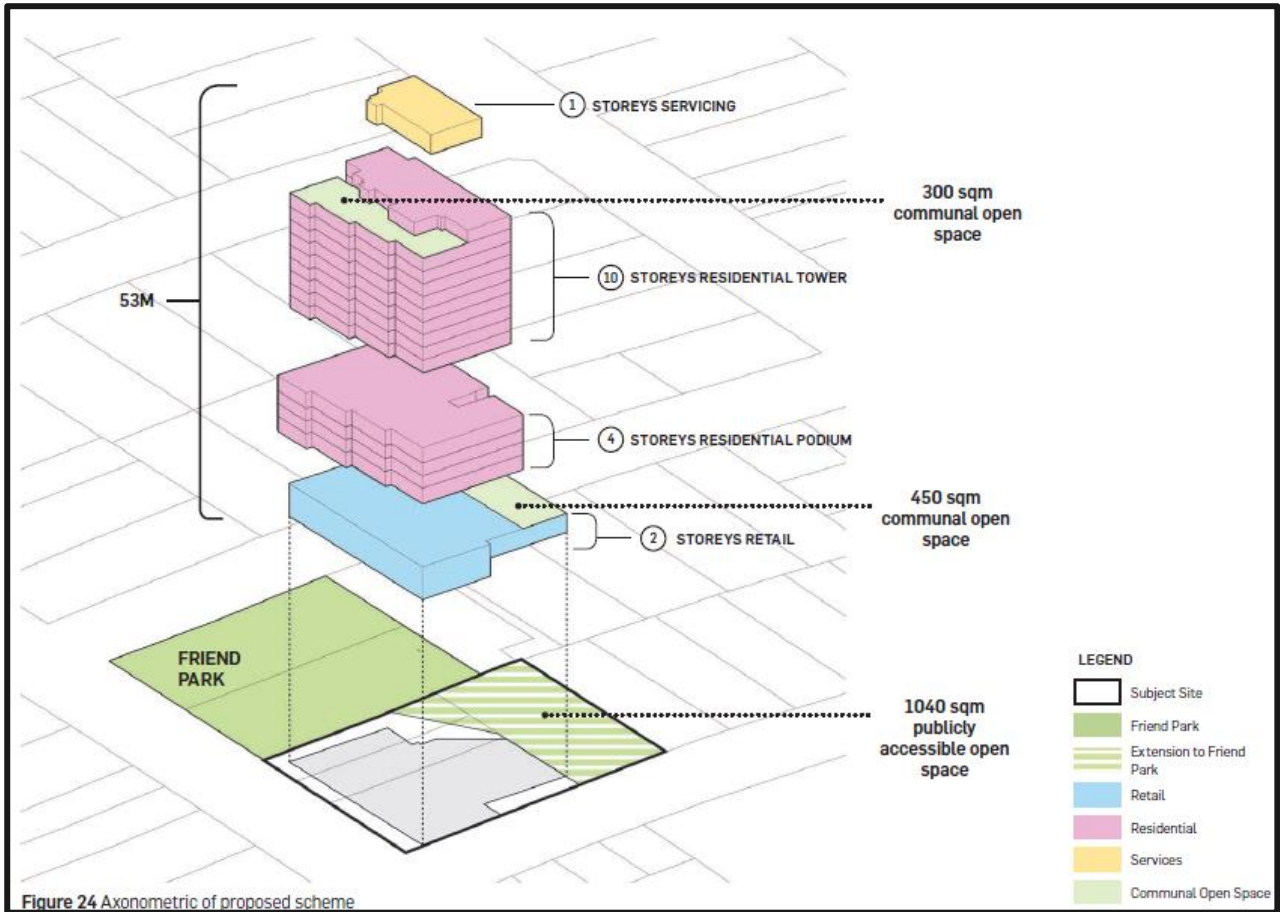 1 STOREYS SERVICING
300 sqm
communal open
space
10 STOREYS RESIDENTIAL TOWER
53M
4 STOREYS RESIDENTIAL PODIUM
450 sqm
communal open
space
2 STOREYS RETAIL
FRIEND
PARK
1040 sqm
publicly
accessible open
space
LEGEND
Subject Site
Friend Park
Extension to Friend
Park
Retail
Residential
Services
Communal Open Space
Figure 24 Axonometric of proposed scheme